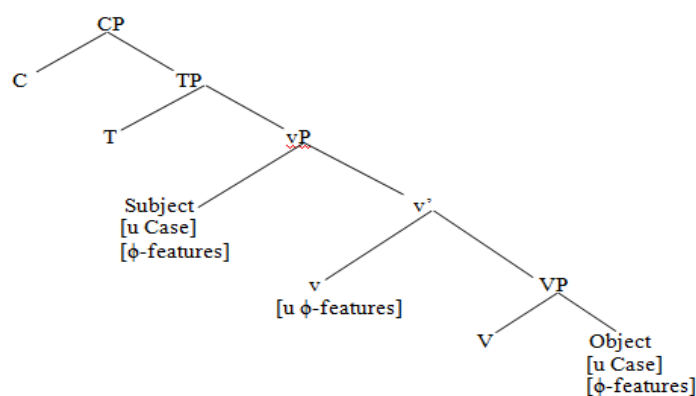 CP
C
TP
T
vP
Subject
[u Case]
[ϕ-features]
v’
v
[u ϕ-features]
VP
V
Object
[u Case]
[ϕ-features]